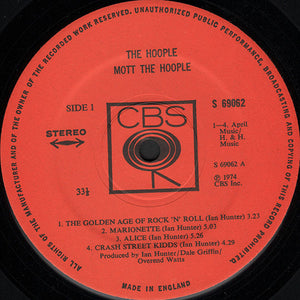 ALL RIGHTS OF THE MANUFACTURER AND OF THE OWNER OF THE RECORDED WORK RESERVED. UNAUTHORIZED PUBLIC PERFORMANCE, BROADCASTING AND COPYING OF THIS RECORD PROHIBITED.
THE HOOPLE
MOTT THE HOOPLE
SIDE 1
S 69062
CBS
STEREO
1—4. April
Music/
H. & H.
Music
33⅓
S 69062 A
℗ 1974
CBS Inc.
1. THE GOLDEN AGE OF ROCK 'N' ROLL (Ian Hunter) 3.23
2. MARIONETTE (Ian Hunter) 5.03
3. ALICE (Ian Hunter) 5.15
4. CRASH STREET KIDDS (Ian Hunter) 4.29
Produced by Ian Hunter/Dale Griffin/
Overend Watts
MADE IN ENGLAND